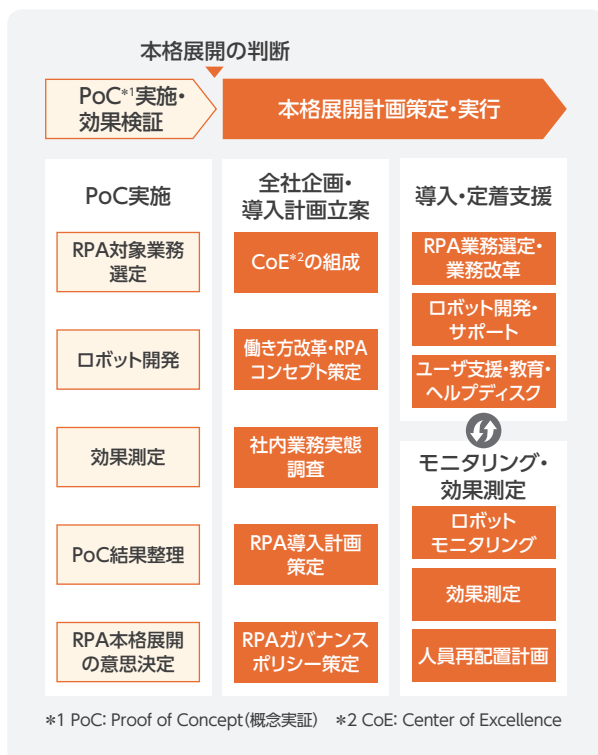 本格展開の判断
PoC*1実施・
効果検証
本格展開計画策定・実行
PoC実施
RPA対象業務
選定
ロボット開発
効果測定
PoC結果整理
RPA本格展開
の意思決定
全社企画・
導入計画立案
CoE*2の組成
働き方改革・RPA
コンセプト策定
社内業務実態
調査
RPA導入計画
策定
RPAガバナンス
ポリシー策定
導入・定着支援
RPA業務選定・
業務改革
ロボット開発・
サポート
ユーザ支援・教育・
ヘルプディスク
モニタリング・
効果測定
ロボット
モニタリング
効果測定
人員再配置計画
*1 PoC: Proof of Concept(概念実証) *2 CoE: Center of Excellence